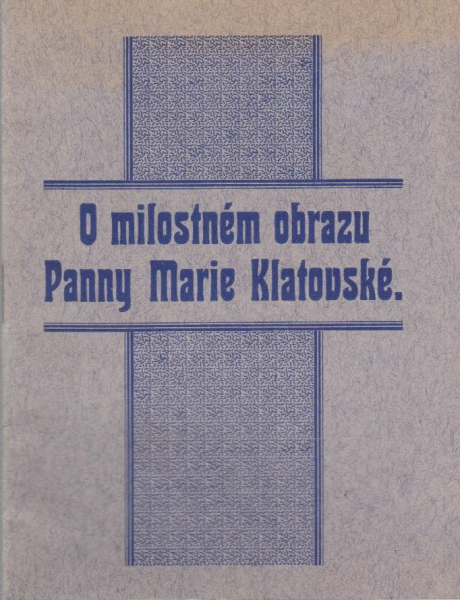 O milostném obrazu
Panny Marie Klatovské.